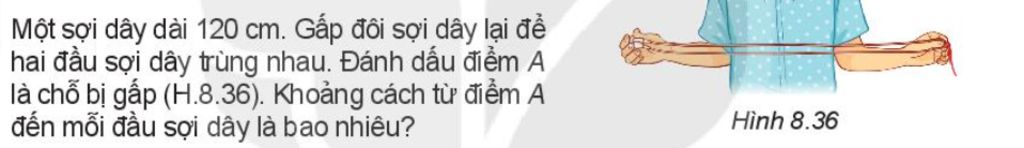 Một sợi dây dài 120 cm. Gấp đôi sợi dây lại để
hai đầu sợi dây trùng nhau. Đánh dấu điểm A
là chỗ bị gấp (H.8.36). Khoảng cách từ điểm A
đến mỗi đầu sợi dây là bao nhiêu?
Hình 8.36